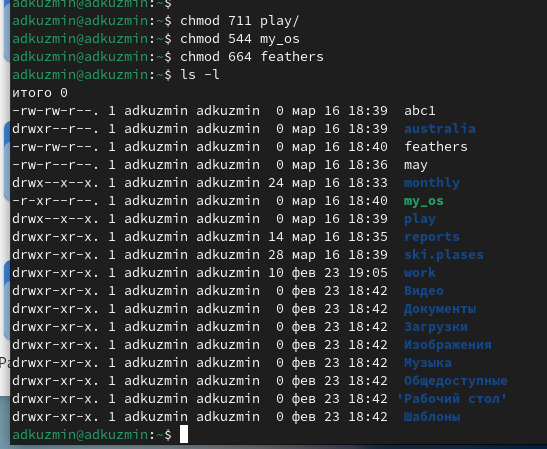 adkuzmin@adkuzmin:~$
adkuzmin@adkuzmin:~$ chmod 711 play/
adkuzmin@adkuzmin:~$ chmod 544 my_os
adkuzmin@adkuzmin:~$ chmod 664 feathers
adkuzmin@adkuzmin:~$ ls -l
итого 0
-rw-rw-r--. 1 adkuzmin adkuzmin  0 мар 16 18:39  abc1
drwxr--r--. 1 adkuzmin adkuzmin  0 мар 16 18:39  australia
-rw-rw-r--. 1 adkuzmin adkuzmin  0 мар 16 18:40  feathers
-rw-r--r--. 1 adkuzmin adkuzmin  0 мар 16 18:36  may
drwx--x--x. 1 adkuzmin adkuzmin 24 мар 16 18:33  monthly
-r-xr--r--. 1 adkuzmin adkuzmin  0 мар 16 18:40  my_os
drwx--x--x. 1 adkuzmin adkuzmin  0 мар 16 18:39  play
drwxr-xr-x. 1 adkuzmin adkuzmin 14 мар 16 18:35  reports
drwxr-xr-x. 1 adkuzmin adkuzmin 28 мар 16 18:39  ski.plases
drwxr-xr-x. 1 adkuzmin adkuzmin 10 фев 23 19:05  work
drwxr-xr-x. 1 adkuzmin adkuzmin  0 фев 23 18:42  Видео
drwxr-xr-x. 1 adkuzmin adkuzmin  0 фев 23 18:42  Документы
drwxr-xr-x. 1 adkuzmin adkuzmin  0 фев 23 18:42  Загрузки
drwxr-xr-x. 1 adkuzmin adkuzmin  0 фев 23 18:42  Изображения
drwxr-xr-x. 1 adkuzmin adkuzmin  0 фев 23 18:42  Музыка
drwxr-xr-x. 1 adkuzmin adkuzmin  0 фев 23 18:42  Общедоступные
drwxr-xr-x. 1 adkuzmin adkuzmin  0 фев 23 18:42 'Рабочий стол'
drwxr-xr-x. 1 adkuzmin adkuzmin  0 фев 23 18:42  Шаблоны
adkuzmin@adkuzmin:~$